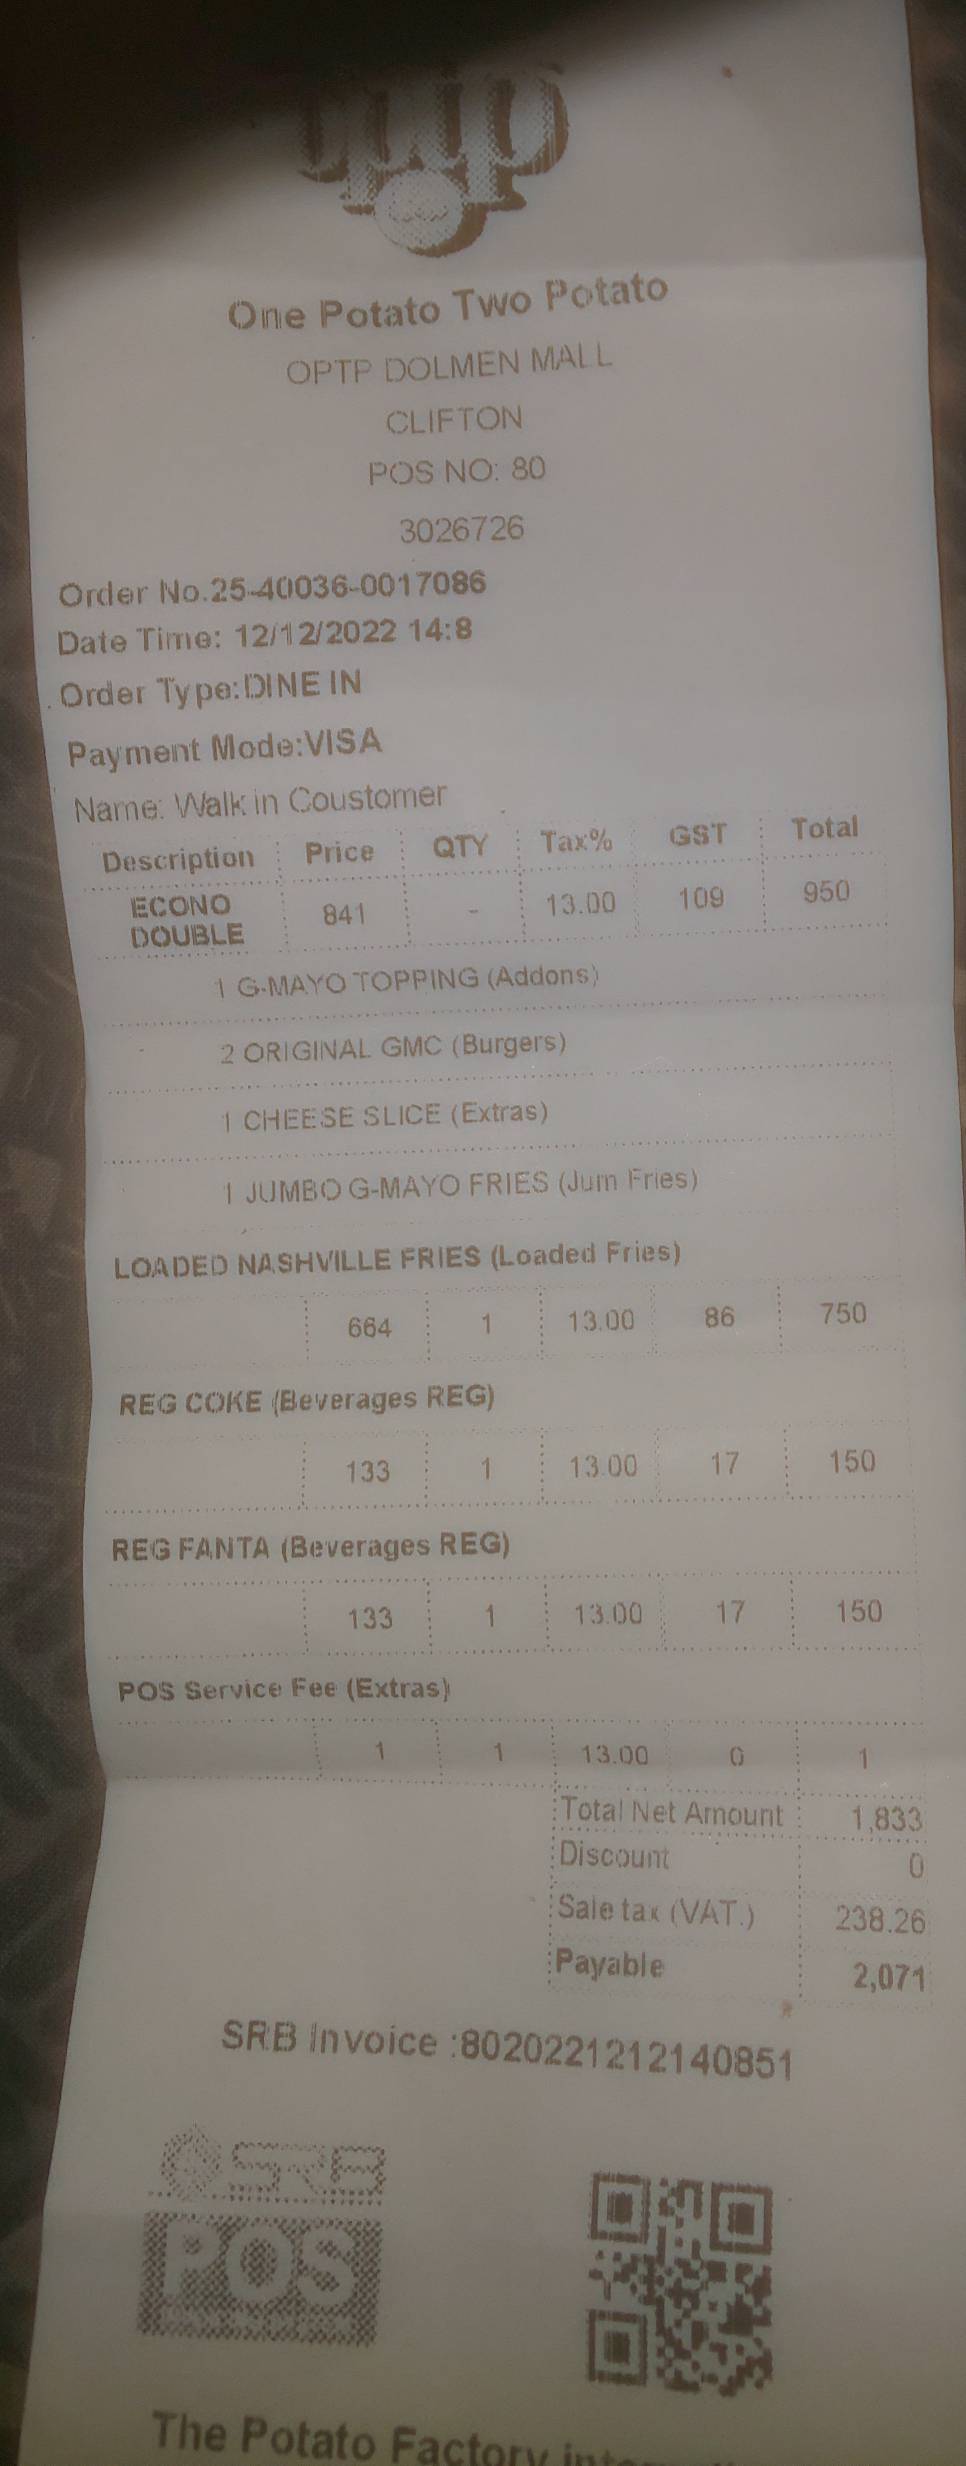 optp
One Potato Two Potato
OPTP DOLMEN MALL
CLIFTON
POS NO: 80
3026726
Order No.25-40036-0017086
Date Time: 12/12/2022 14:8
Order Type:DINE IN
Payment Mode:VISA
Name: Walk in Coustomer
Description Price QTY Tax% GST Total
ECONO
DOUBLE 841 - 13.00 109 950
1 G-MAYO TOPPING (Addons)
2 ORIGINAL GMC (Burgers)
1 CHEESE SLICE (Extras)
1 JUMBO G-MAYO FRIES (Jum Fries)
LOADED NASHVILLE FRIES (Loaded Fries)
664 1 13.00 86 750
REG COKE (Beverages REG)
133 1 13.00 17 150
REG FANTA (Beverages REG)
133 1 13.00 17 150
POS Service Fee (Extras)
1 1 13.00 0 1
Total Net Amount 1,833
Discount 0
Sale tax (VAT.) 238.26
Payable 2,071
SRB Invoice :8020221212140851
SRB
POS
The Potato Factory